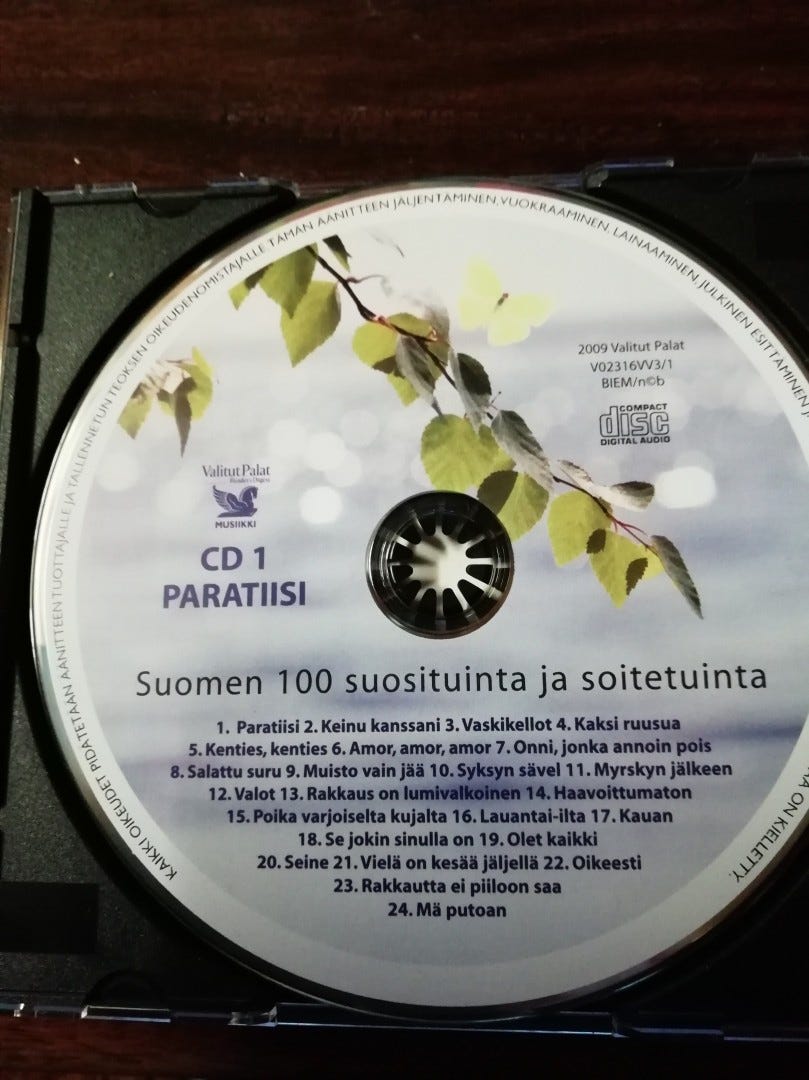 KAIKKI OIKEUDET PIDÄTETÄÄN ÄÄNITTEEN TUOTTAJALLE JA TALLENNETUN TEOKSEN OIKEUDENOMISTAJALLE TÄMÄN ÄÄNITTEEN JÄLJENTÄMINEN, VUOKRAAMINEN, LAINAAMINEN, JULKINEN ESITTÄMINEN
ON KIELLETTY.
2009 Valitut Palat
V02316VV3/1
BIEM/n©b
COMPACT
disc
DIGITAL AUDIO
Valitut Palat
Reader's Digest
MUSIIKKI
CD 1
PARATIISI
Suomen 100 suosituinta ja soitetuinta
1. Paratiisi 2. Keinu kanssani 3. Vaskikellot 4. Kaksi ruusua
5. Kenties, kenties 6. Amor, amor, amor 7. Onni, jonka annoin pois
8. Salattu suru 9. Muisto vain jää 10. Syksyn sävel 11. Myrskyn jälkeen
12. Valot 13. Rakkaus on lumivalkoinen 14. Haavoittumaton
15. Poika varjoiselta kujalta 16. Lauantai-ilta 17. Kauan
18. Se jokin sinulla on 19. Olet kaikki
20. Seine 21. Vielä on kesää jäljellä 22. Oikeesti
23. Rakkautta ei piiloon saa
24. Mä putoan